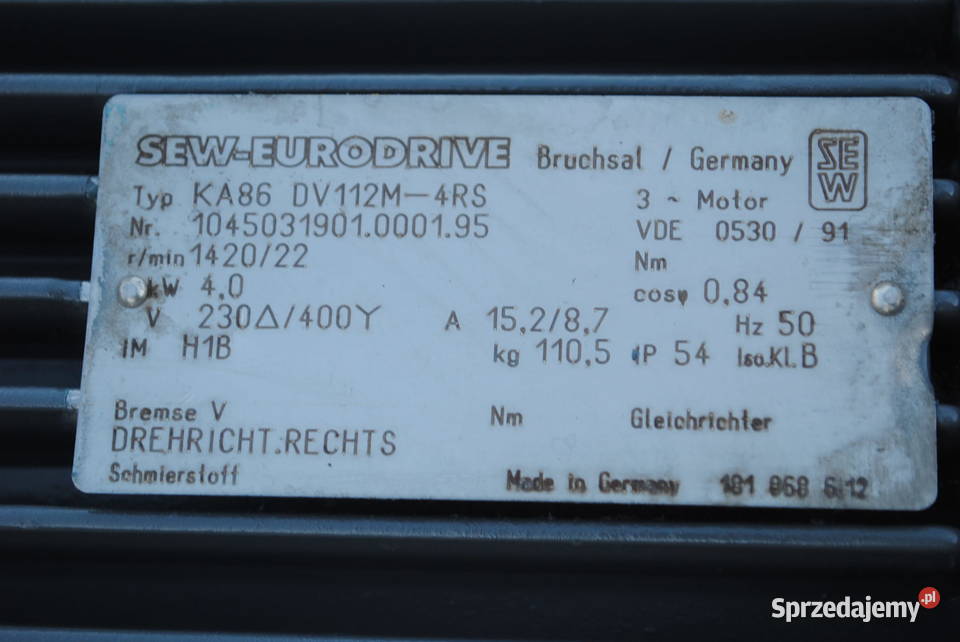 SEW-EURODRIVE Bruchsal / Germany SEW
Typ KA86 DV112M-4RS 3 ~ Motor
Nr. 1045031901.0001.95 VDE 0530 / 91
r/min 1420/22 Nm
kW 4,0 cosφ 0,84
V 230Δ/400Y A 15,2/8,7 Hz 50
IM H1B kg 110,5 IP 54 Iso.Kl. B
Bremse V Nm Gleichrichter
DREHRICHT.RECHTS
Schmierstoff Made in Germany 181 868 6.12
Sprzedajemy.pl